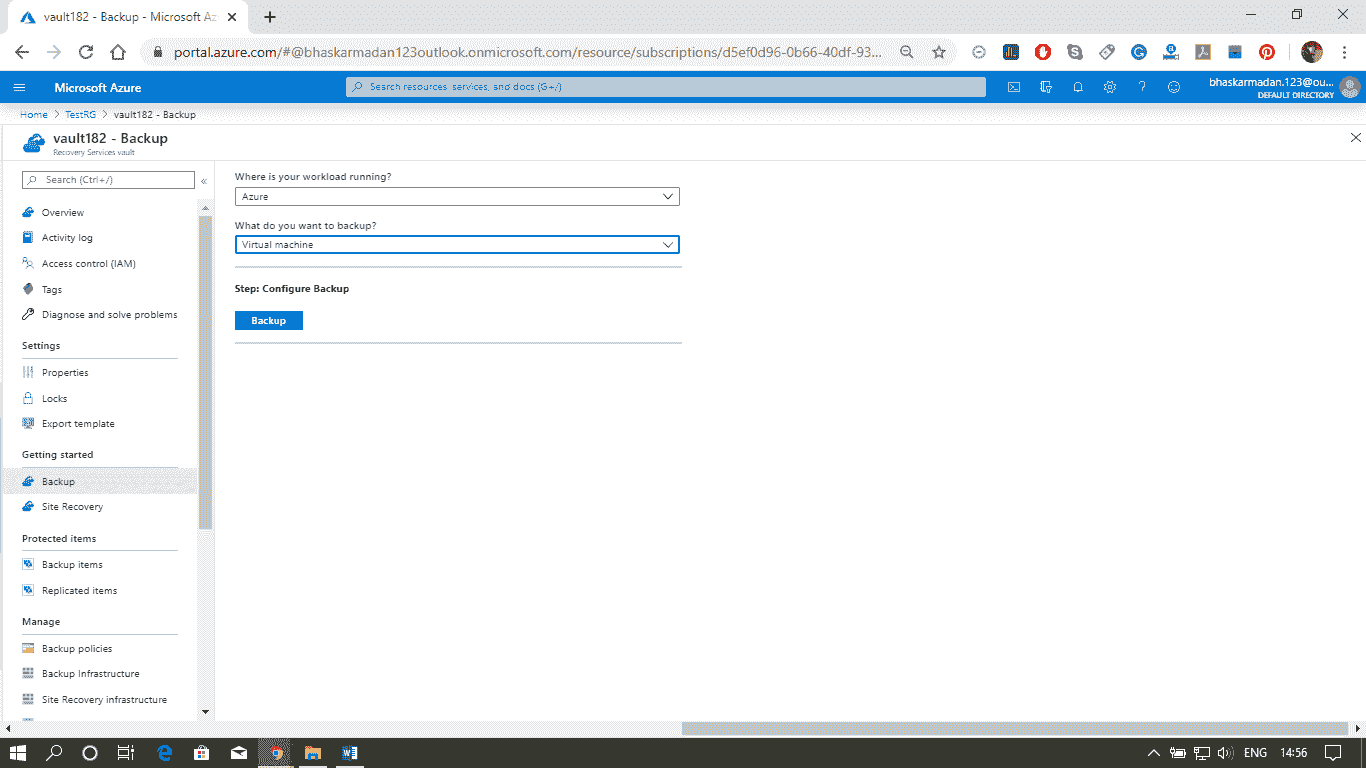 vault182 - Backup - Microsoft Az
portal.azure.com/#@bhaskarmadan123outlook.onmicrosoft.com/resource/subscriptions/d5ef0d96-0b66-40df-93...
Microsoft Azure
Search resources, services, and docs (G+/)
bhaskarmadan.123@ou...
DEFAULT DIRECTORY
Home > TestRG > vault182 - Backup
vault182 - Backup
Recovery Services vault
Search (Ctrl+/)
«
Overview
Activity log
Access control (IAM)
Tags
Diagnose and solve problems
Settings
Properties
Locks
Export template
Getting started
Backup
Site Recovery
Protected items
Backup items
Replicated items
Manage
Backup policies
Backup Infrastructure
Site Recovery infrastructure
Where is your workload running?
Azure
What do you want to backup?
Virtual machine
Step: Configure Backup
Backup
ENG
14:56